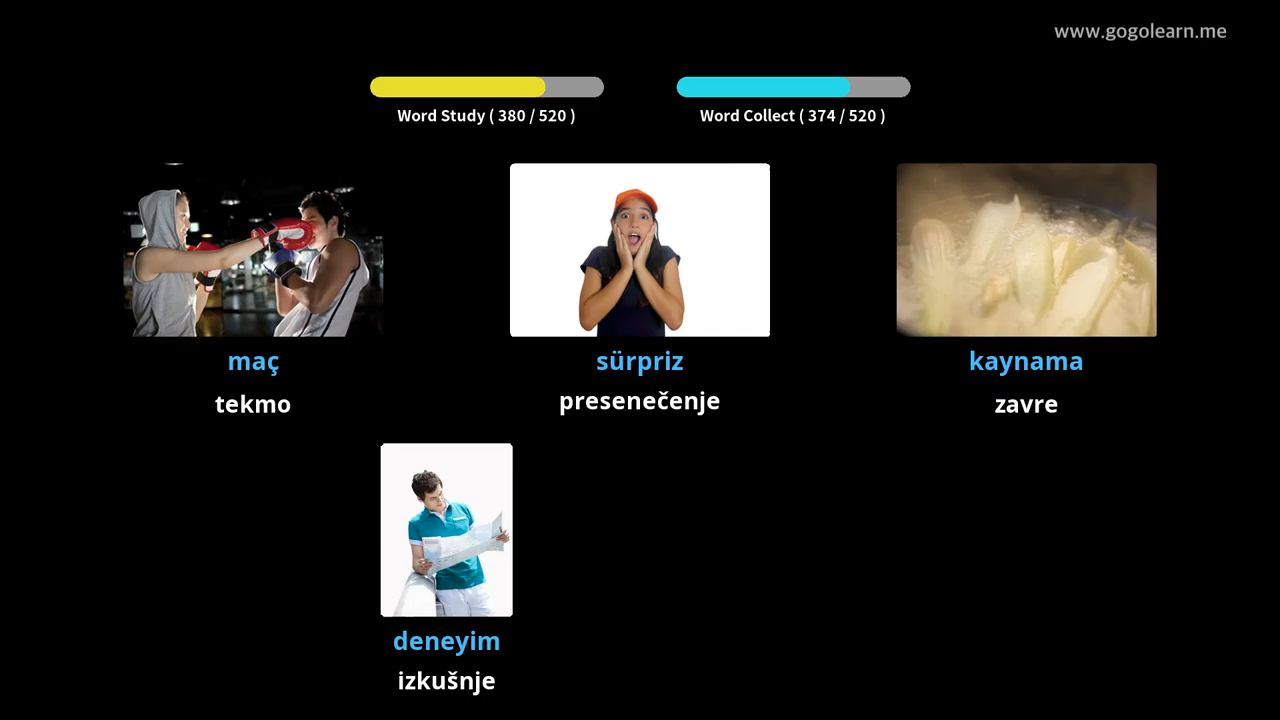 www.gogolearn.me
Word Study ( 380 / 520 )
Word Collect ( 374 / 520 )
maç
sürpriz
kaynama
tekmo
presenečenje
zavre
deneyim
izkušnje